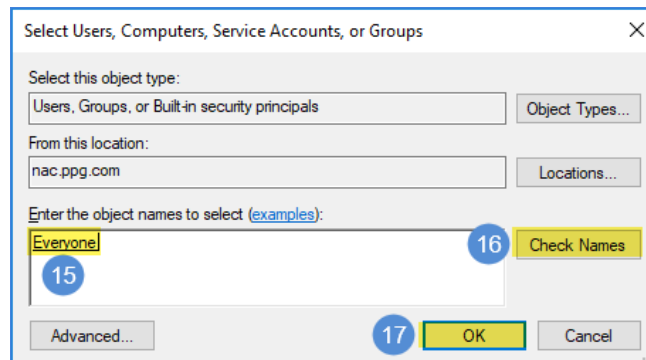 Select Users, Computers, Service Accounts, or Groups
Select this object type:
Users, Groups, or Built-in security principals
Object Types...
From this location:
nac.ppg.com
Locations...
Enter the object names to select (examples):
Everyone
16 Check Names
15
Advanced...
17 OK
Cancel